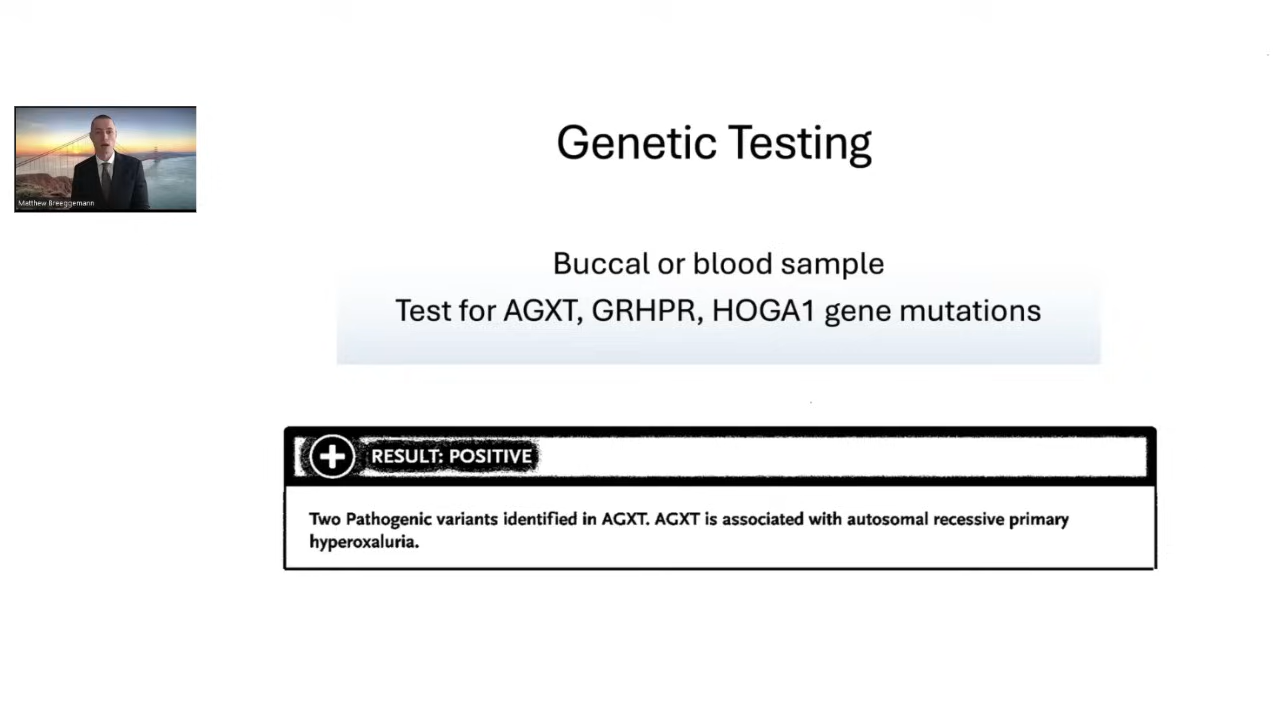 Genetic Testing
Matthew Breeggemann
Buccal or blood sample
Test for AGXT, GRHPR, HOGA1 gene mutations
RESULT: POSITIVE
Two Pathogenic variants identified in AGXT. AGXT is associated with autosomal recessive primary
hyperoxaluria.